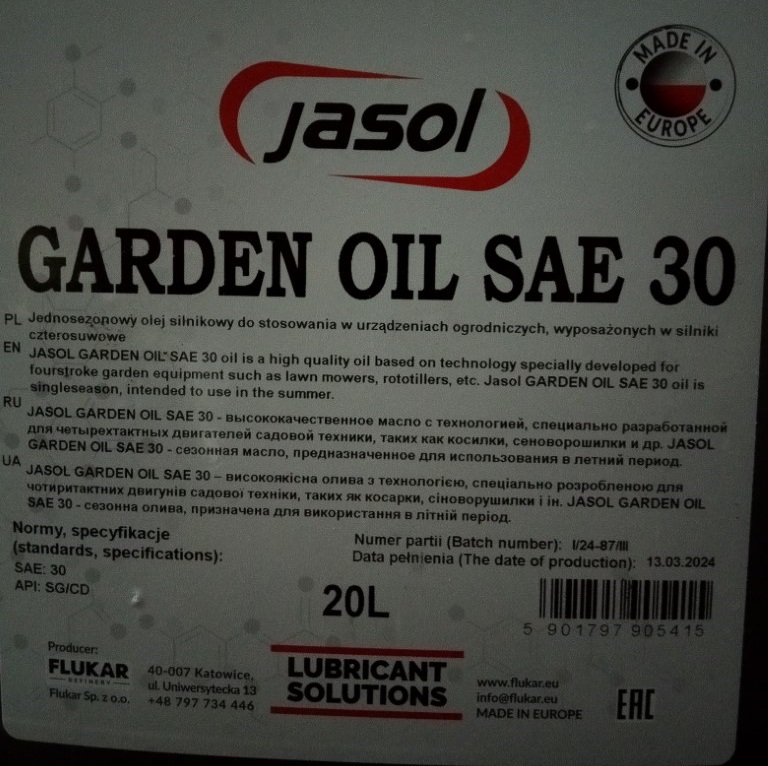 jasol
MADE IN
EUROPE
GARDEN OIL SAE 30
PL Jednosezonowy olej silnikowy do stosowania w urządzeniach ogrodniczych, wyposażonych w silniki
czterosuwowe
EN JASOL GARDEN OIL SAE 30 oil is a high quality oil based on technology specially developed for
fourstroke garden equipment such as lawn mowers, rototillers, etc. Jasol GARDEN OIL SAE 30 oil is
singleseason, intended to use in the summer.
RU JASOL GARDEN OIL SAE 30 - высококачественное масло с технологией, специально разработанной
для четырехтактных двигателей садовой техники, таких как косилки, сеноворошилки и др. JASOL
GARDEN OIL SAE 30 - сезонная масло, предназначенное для использования в летний период.
UA JASOL GARDEN OIL SAE 30 – високоякісна олива з технологією, спеціально розробленою для
чотиритактних двигунів садової техніки, таких як косарки, сіноворушилки і ін. JASOL GARDEN OIL
SAE 30 - сезонна олива, призначена для використання в літній період.
Normy, specyfikacje
(standards, specifications):
SAE: 30
API: SG/CD
Numer partii (Batch number): I/24-87/III
Data pełnienia (The date of production): 13.03.2024
20L
5 901797 905415
Producer:
FLUKAR
REFINERY
Flukar Sp. z o.o.
40-007 Katowice,
ul. Uniwersytecka 13
+48 797 734 446
LUBRICANT
SOLUTIONS
www.flukar.eu
info@flukar.eu
MADE IN EUROPE
EAC